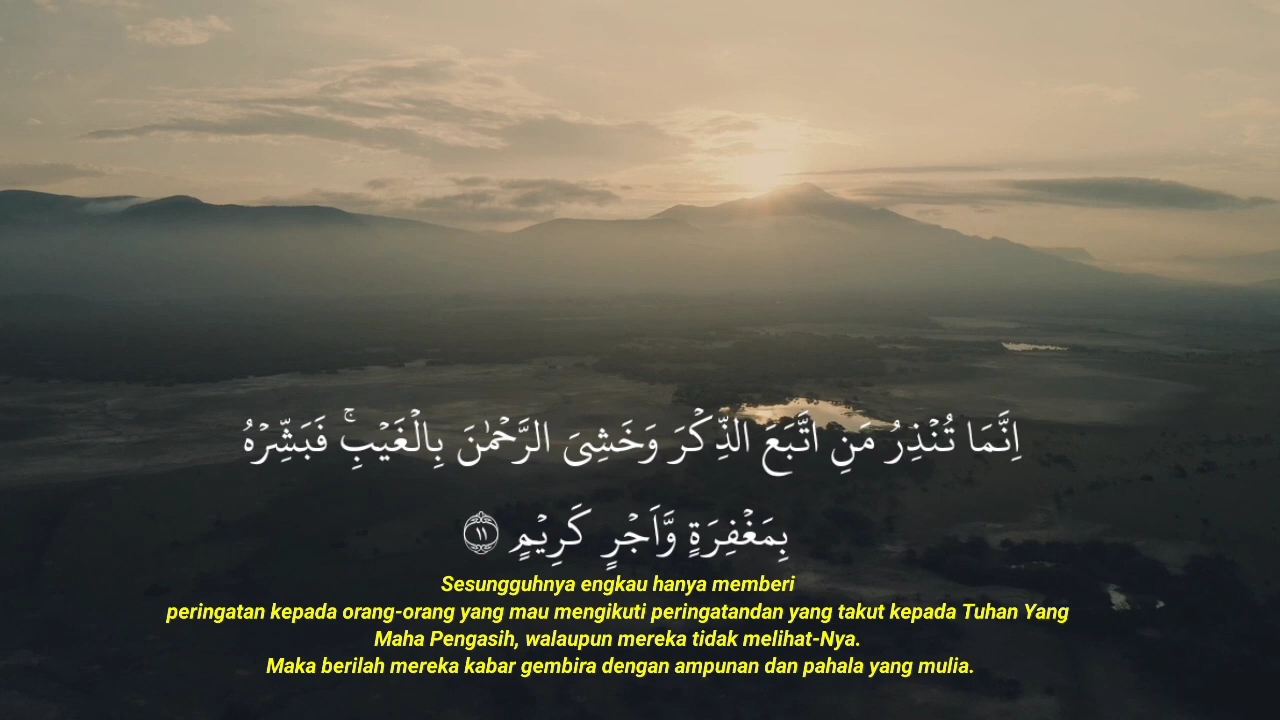 اِنَّمَا تُنْذِرُ مَنِ اتَّبَعَ الذِّكْرَ وَخَشِىَ الرَّحْمٰنَ بِالْغَيْبِۚ فَبَشِّرْهُ
بِمَغْفِرَةٍ وَّاَجْرٍ كَرِيْمٍ ١١
Sesungguhnya engkau hanya memberi
peringatan kepada orang-orang yang mau mengikuti peringatandan yang takut kepada Tuhan Yang
Maha Pengasih, walaupun mereka tidak melihat-Nya.
Maka berilah mereka kabar gembira dengan ampunan dan pahala yang mulia.